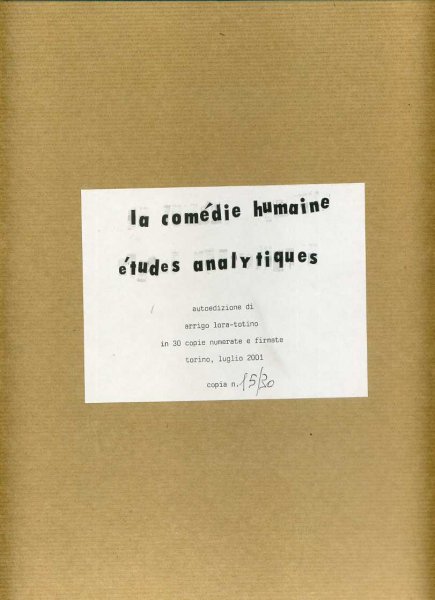 la comédie humaine
études analytiques
autoedizione di
arrigo lora-totino
in 30 copie numerate e firmate
torino, luglio 2001
copia n. 15/30